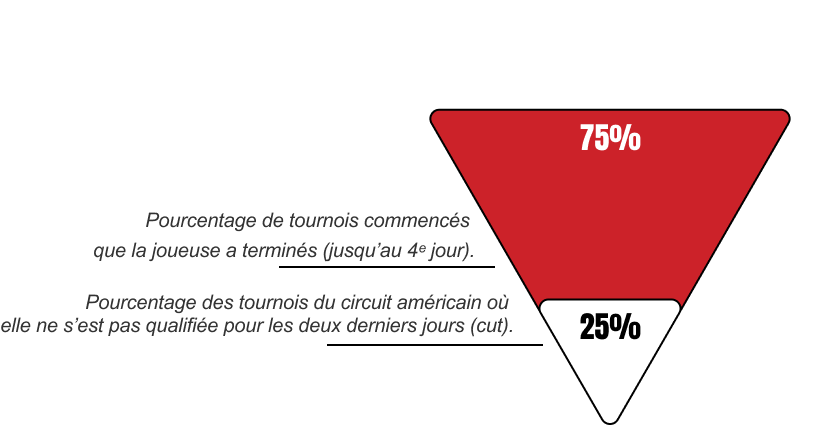 75%
Pourcentage de tournois commencés
que la joueuse a terminés (jusqu’au 4ᵉ jour).
Pourcentage des tournois du circuit américain où
elle ne s’est pas qualifiée pour les deux derniers jours (cut).
25%